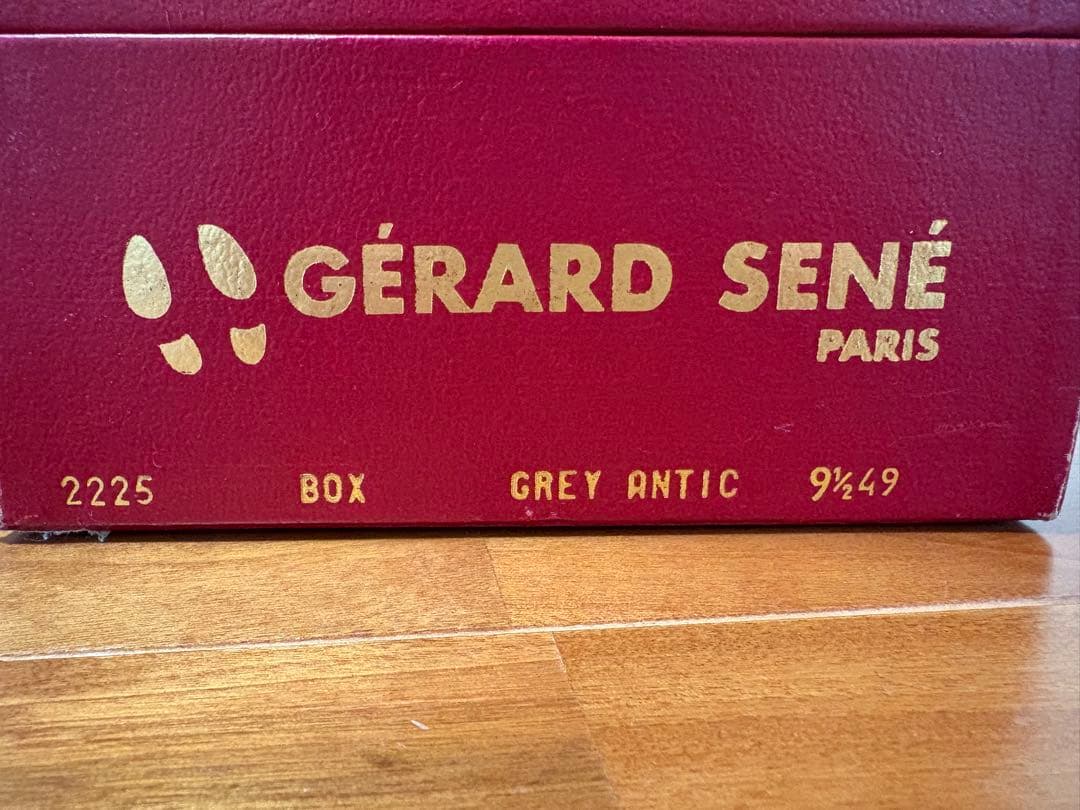 GÉRARD SENÉ
PARIS
2225 BOX GREY ANTIC 9½49